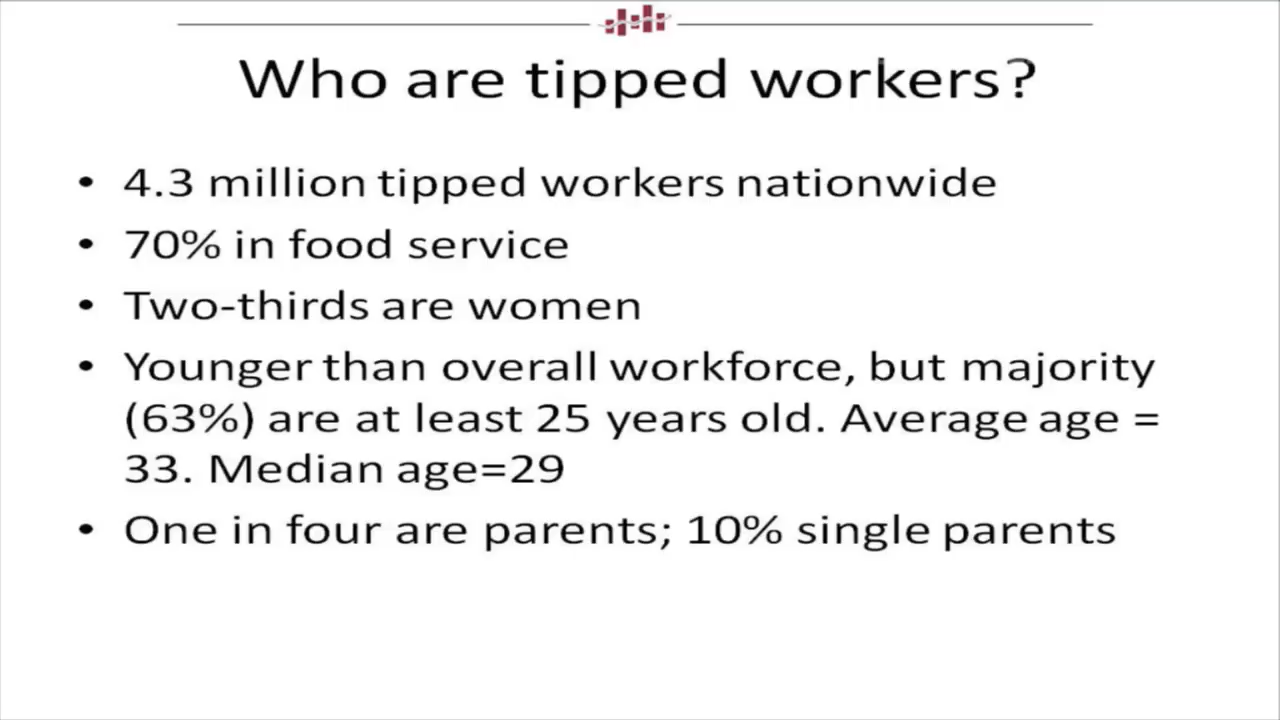 Who are tipped workers?
• 4.3 million tipped workers nationwide
• 70% in food service
• Two-thirds are women
• Younger than overall workforce, but majority
(63%) are at least 25 years old. Average age =
33. Median age=29
• One in four are parents; 10% single parents